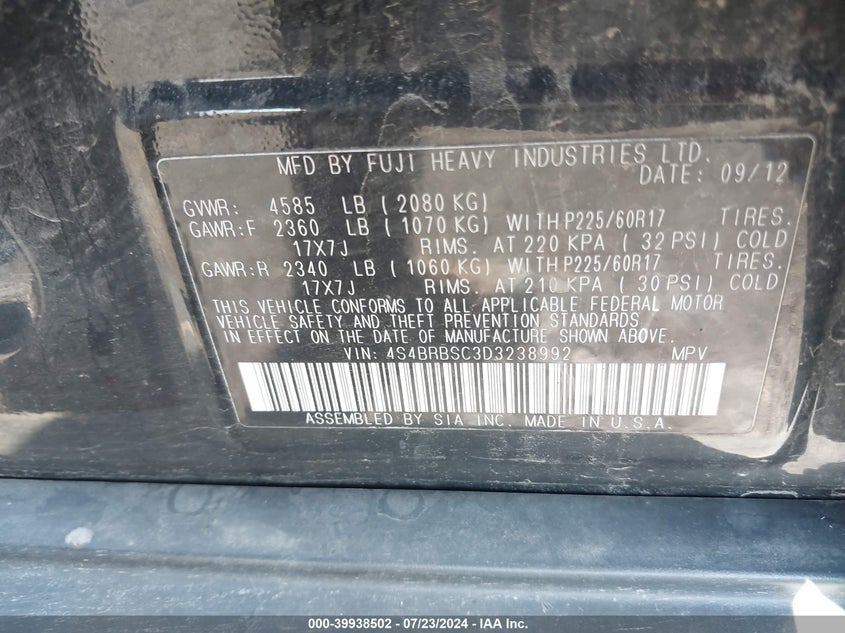 MFD BY FUJI HEAVY INDUSTRIES LTD.
DATE: 09/12
GVWR: 4585 LB (2080 KG)
GAWR:F 2360 LB (1070 KG) WITH P225/60R17 TIRES.
17X7J RIMS. AT 220 KPA (32 PSI) COLD
GAWR:R 2340 LB (1060 KG) WITH P225/60R17 TIRES.
17X7J RIMS. AT 210 KPA (30 PSI) COLD
THIS VEHICLE CONFORMS TO ALL APPLICABLE FEDERAL MOTOR
VEHICLE SAFETY AND THEFT PREVENTION STANDARDS
IN EFFECT ON THE DATE OF MANUFACTURE SHOWN ABOVE.
VIN: 4S4BRBSC3D3238992 MPV
ASSEMBLED BY SIA INC. MADE IN U.S.A.
000-39938502 - 07/23/2024 - IAA Inc.